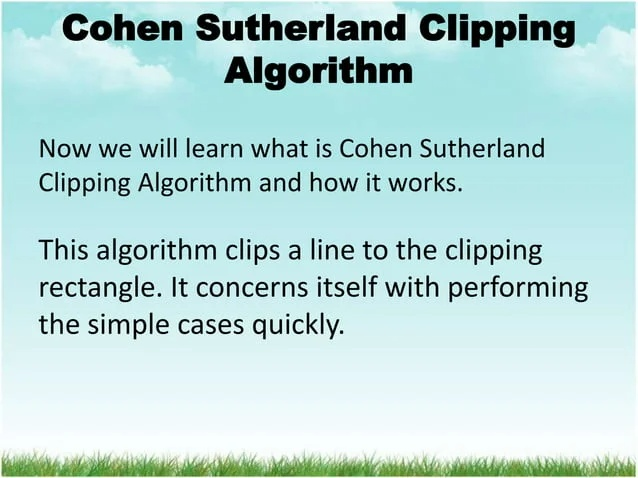 Cohen Sutherland Clipping
Algorithm
Now we will learn what is Cohen Sutherland
Clipping Algorithm and how it works.
This algorithm clips a line to the clipping
rectangle. It concerns itself with performing
the simple cases quickly.